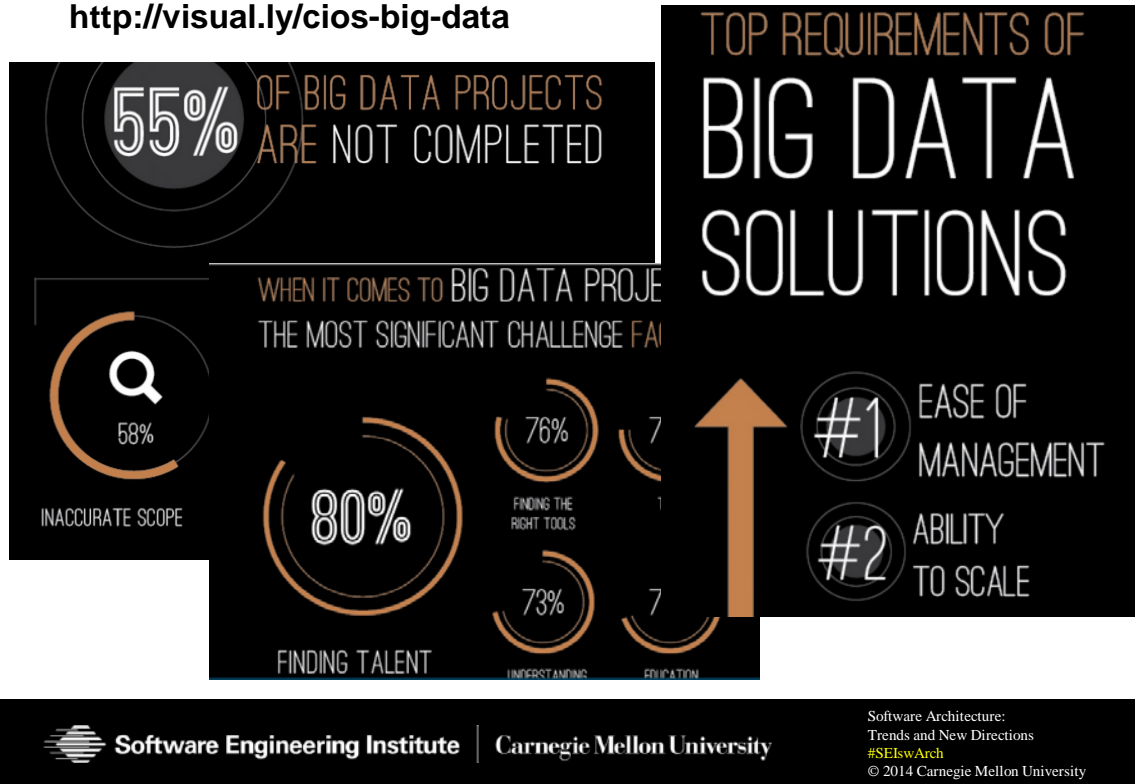 http://visual.ly/cios-big-data
55% OF BIG DATA PROJECTS
ARE NOT COMPLETED
58%
INACCURATE SCOPE
WHEN IT COMES TO BIG DATA
THE MOST SIGNIFICANT CHALLENGE
80%
FINDING TALENT
76%
FINDING THE
RIGHT TOOLS
73%
UNDERSTANDING
EDUCATION
TOP REQUIREMENTS OF
BIG DATA
SOLUTIONS
#1 EASE OF
MANAGEMENT
#2 ABILITY
TO SCALE
Software Engineering Institute
Carnegie Mellon University
Software Architecture:
Trends and New Directions
#SEIswArch
© 2014 Carnegie Mellon University